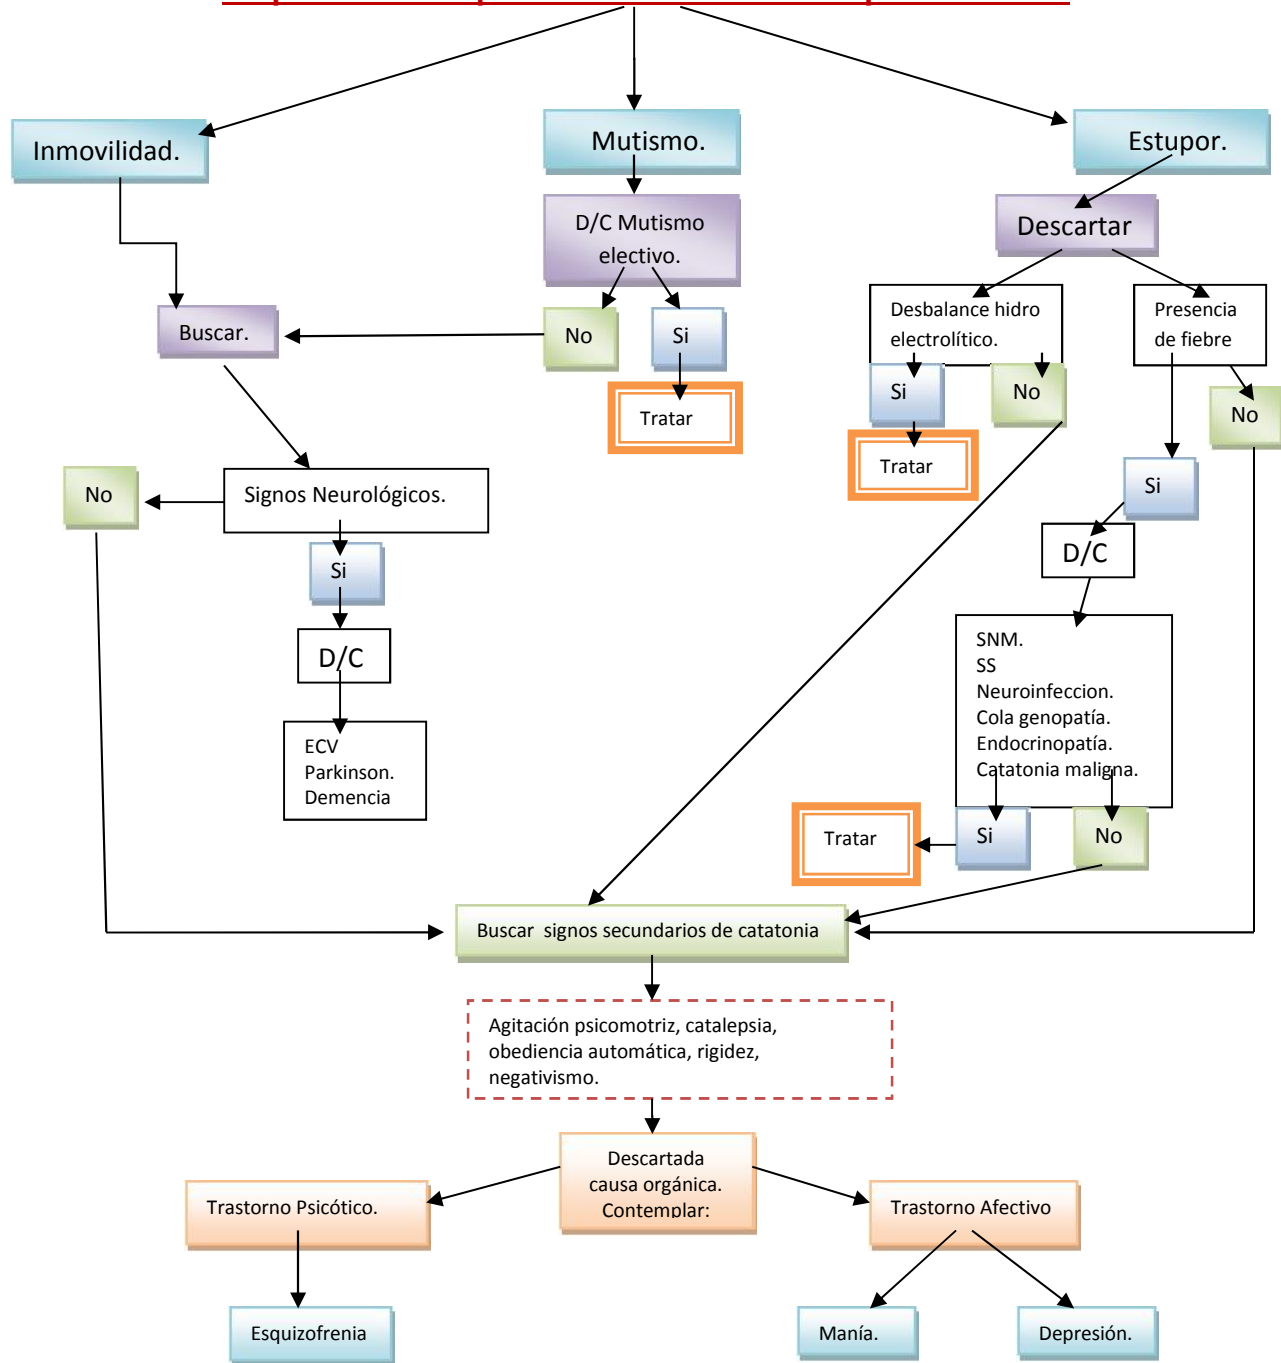 Inmovilidad.
Mutismo.
Estupor.
D/C Mutismo
electivo.
Descartar
Buscar.
No
Si
Desbalance hidro
electrolítico.
Presencia
de fiebre
Si
No
No
Tratar
Tratar
Signos Neurológicos.
No
Si
Si
D/C
D/C
SNM.
SS
Neuroinfeccion.
Cola genopatía.
Endocrinopatía.
Catatonia maligna.
ECV
Parkinson.
Demencia
Tratar
Si
No
Buscar  signos secundarios de catatonia
Agitación psicomotriz, catalepsia,
obediencia automática, rigidez,
negativismo.
Descartada
causa orgánica.
Contemplar:
Trastorno Psicótico.
Trastorno Afectivo
Esquizofrenia
Manía.
Depresión.